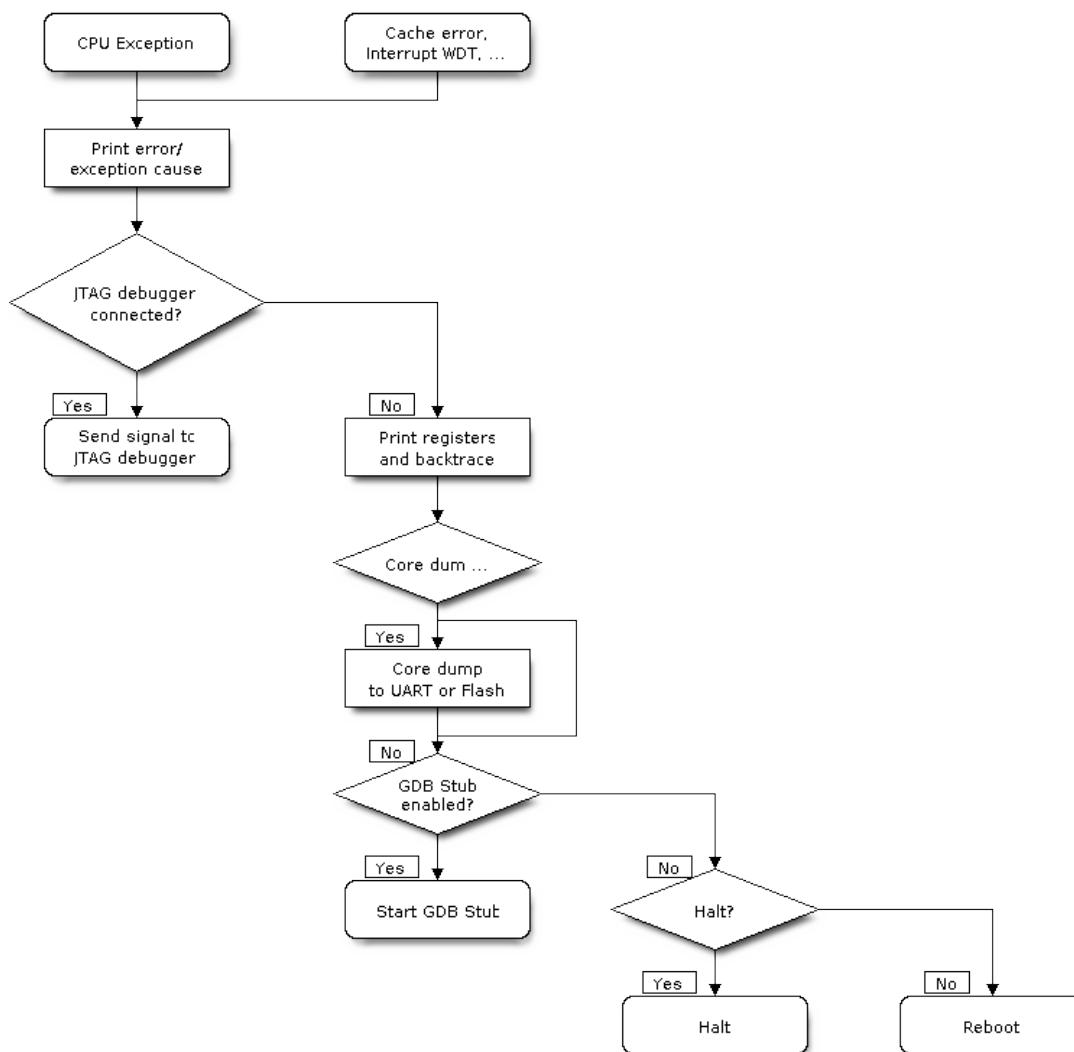 CPU Exception
Cache error,
Interrupt WDT, ...
Print error/
exception cause
JTAG debugger
connected?
Yes
No
Send signal to
JTAG debugger
Print registers
and backtrace
Core dum ...
Yes
Core dump
to UART or Flash
No
GDB Stub
enabled?
Yes
No
Start GDB Stub
Halt?
Yes
No
Halt
Reboot